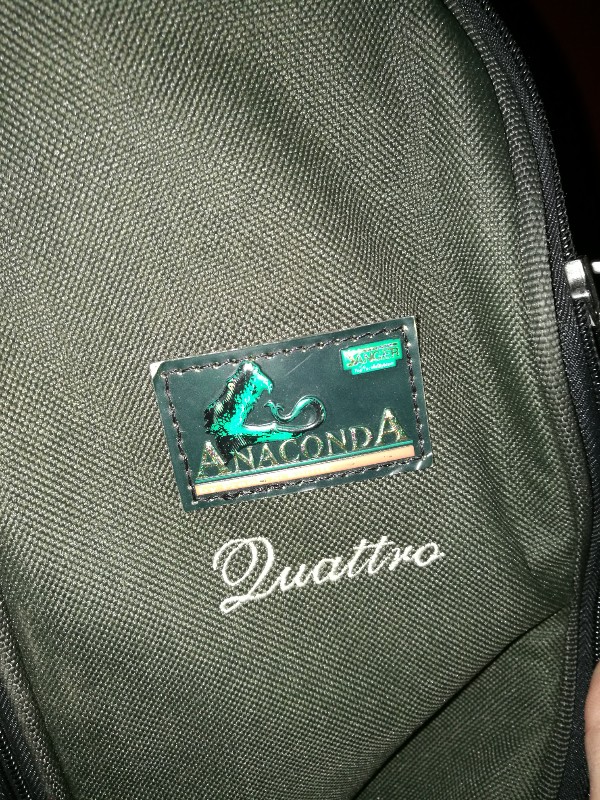 SÄNGER
ANACONDA
Quattro